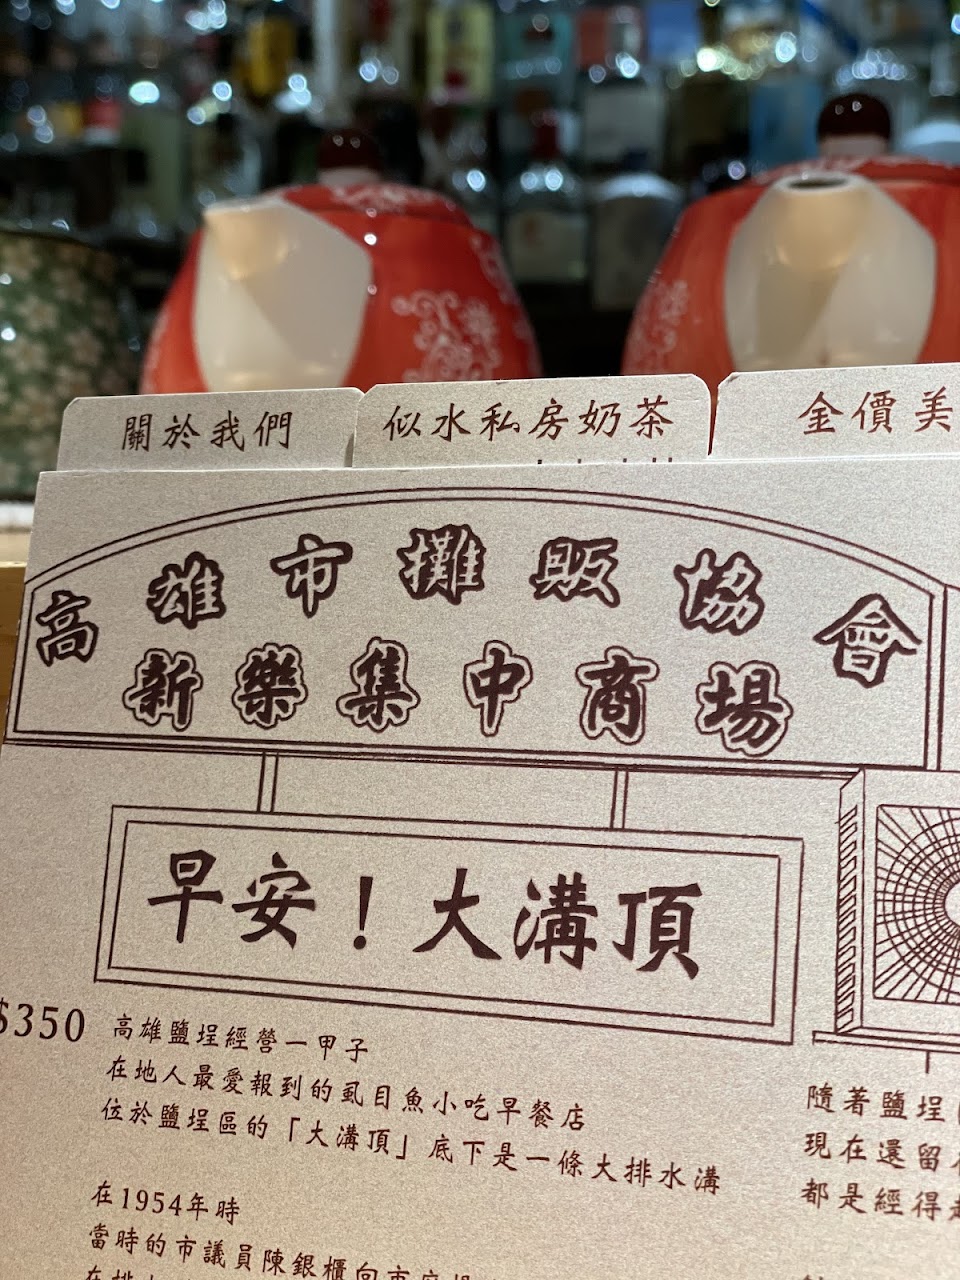 關於我們
似水私房奶茶
金價美
高雄市攤販協會
新樂集中商場
早安！大溝頂
$350
高雄鹽埕經營一甲子
在地人最愛報到的虱目魚小吃早餐店
位於鹽埕區的「大溝頂」底下是一條大排水溝
在1954年時
當時的市議員陳銀櫃向市府
隨著鹽埕
現在還留
都是經得